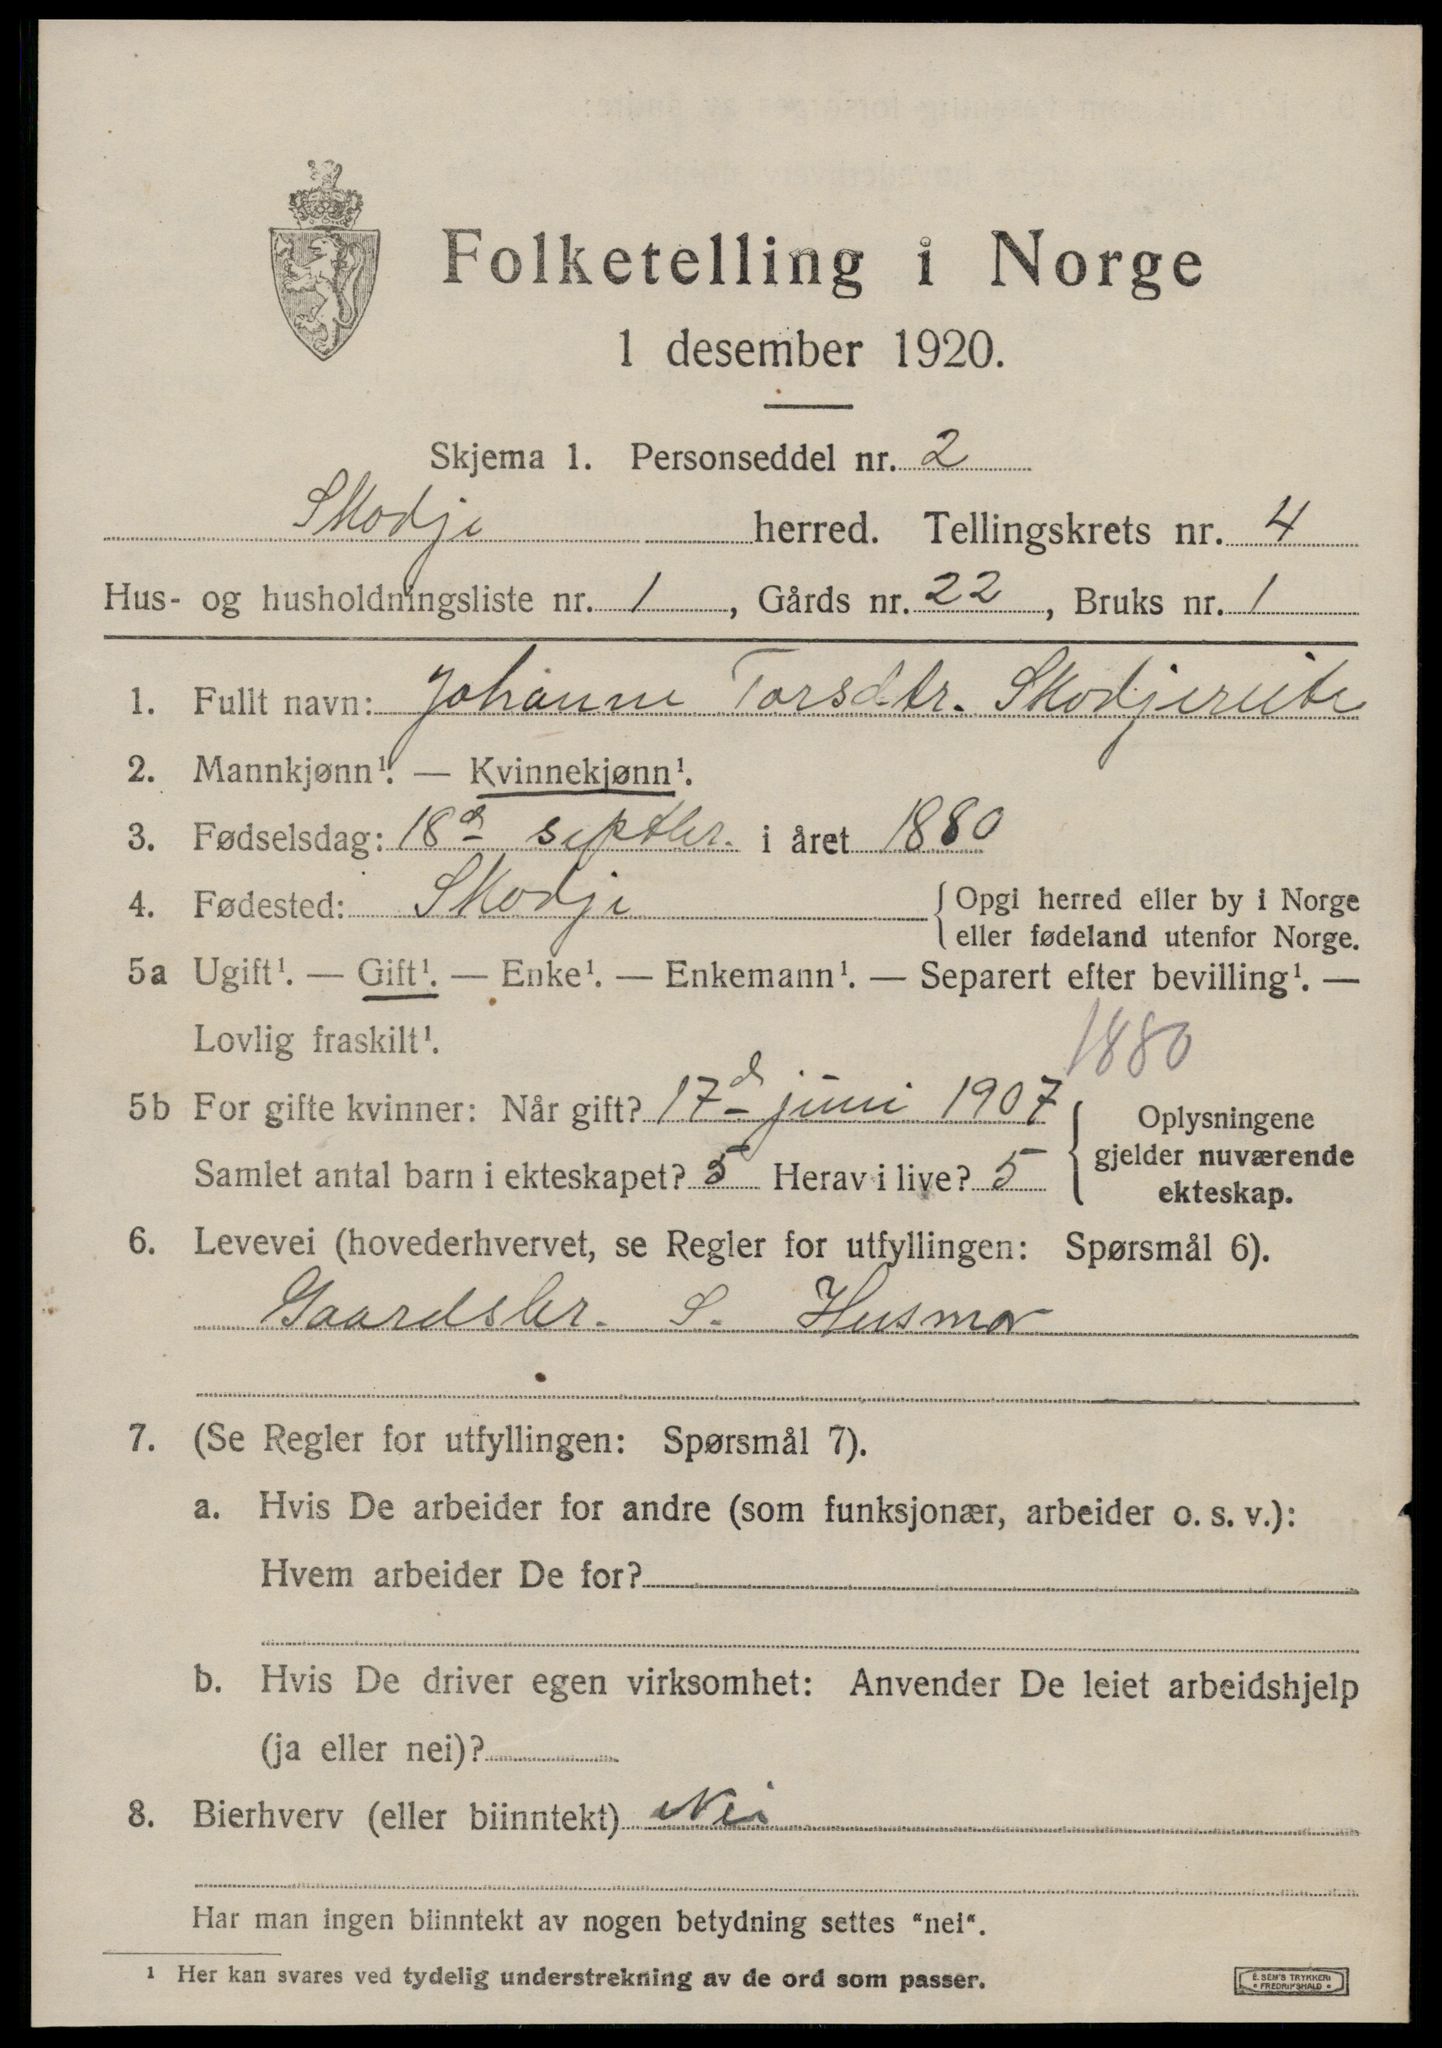 Folketelling i Norge
1 desember 1920.
Skjema 1. Personseddel nr. 2
Skodje herred. Tellingskrets nr. 4
Hus- og husholdningsliste nr. 1, Gårds nr. 22, Bruks nr. 1
1. Fullt navn: Johanne Torsdtr. Skodjereite
2. Mannkjønn¹. — Kvinnekjønn¹.
3. Fødselsdag: 18d septbr. i året 1880
4. Fødested: Skodje { Opgi herred eller by i Norge
eller fødeland utenfor Norge.
5a Ugift¹. — Gift¹. — Enke¹. — Enkemann¹. — Separert efter bevilling¹. —
Lovlig fraskilt¹.
1880
5b For gifte kvinner: Når gift? 17d juni 1907
Samlet antal barn i ekteskapet? 5 Herav i live? 5
{ Oplysningene
gjelder nuværende
ekteskap.
6. Levevei (hovederhvervet, se Regler for utfyllingen: Spørsmål 6).
Gaardsbr. S. Husmor
7. (Se Regler for utfyllingen: Spørsmål 7).
a. Hvis De arbeider for andre (som funksjonær, arbeider o. s. v.):
Hvem arbeider De for?
b. Hvis De driver egen virksomhet: Anvender De leiet arbeidshjelp
(ja eller nei)?
8. Bierhverv (eller biinntekt) Nei
Har man ingen biinntekt av nogen betydning settes "nei".
¹ Her kan svares ved tydelig understrekning av de ord som passer.
E. SEM'S TRYKKERI
• FREDRIKSHALD •